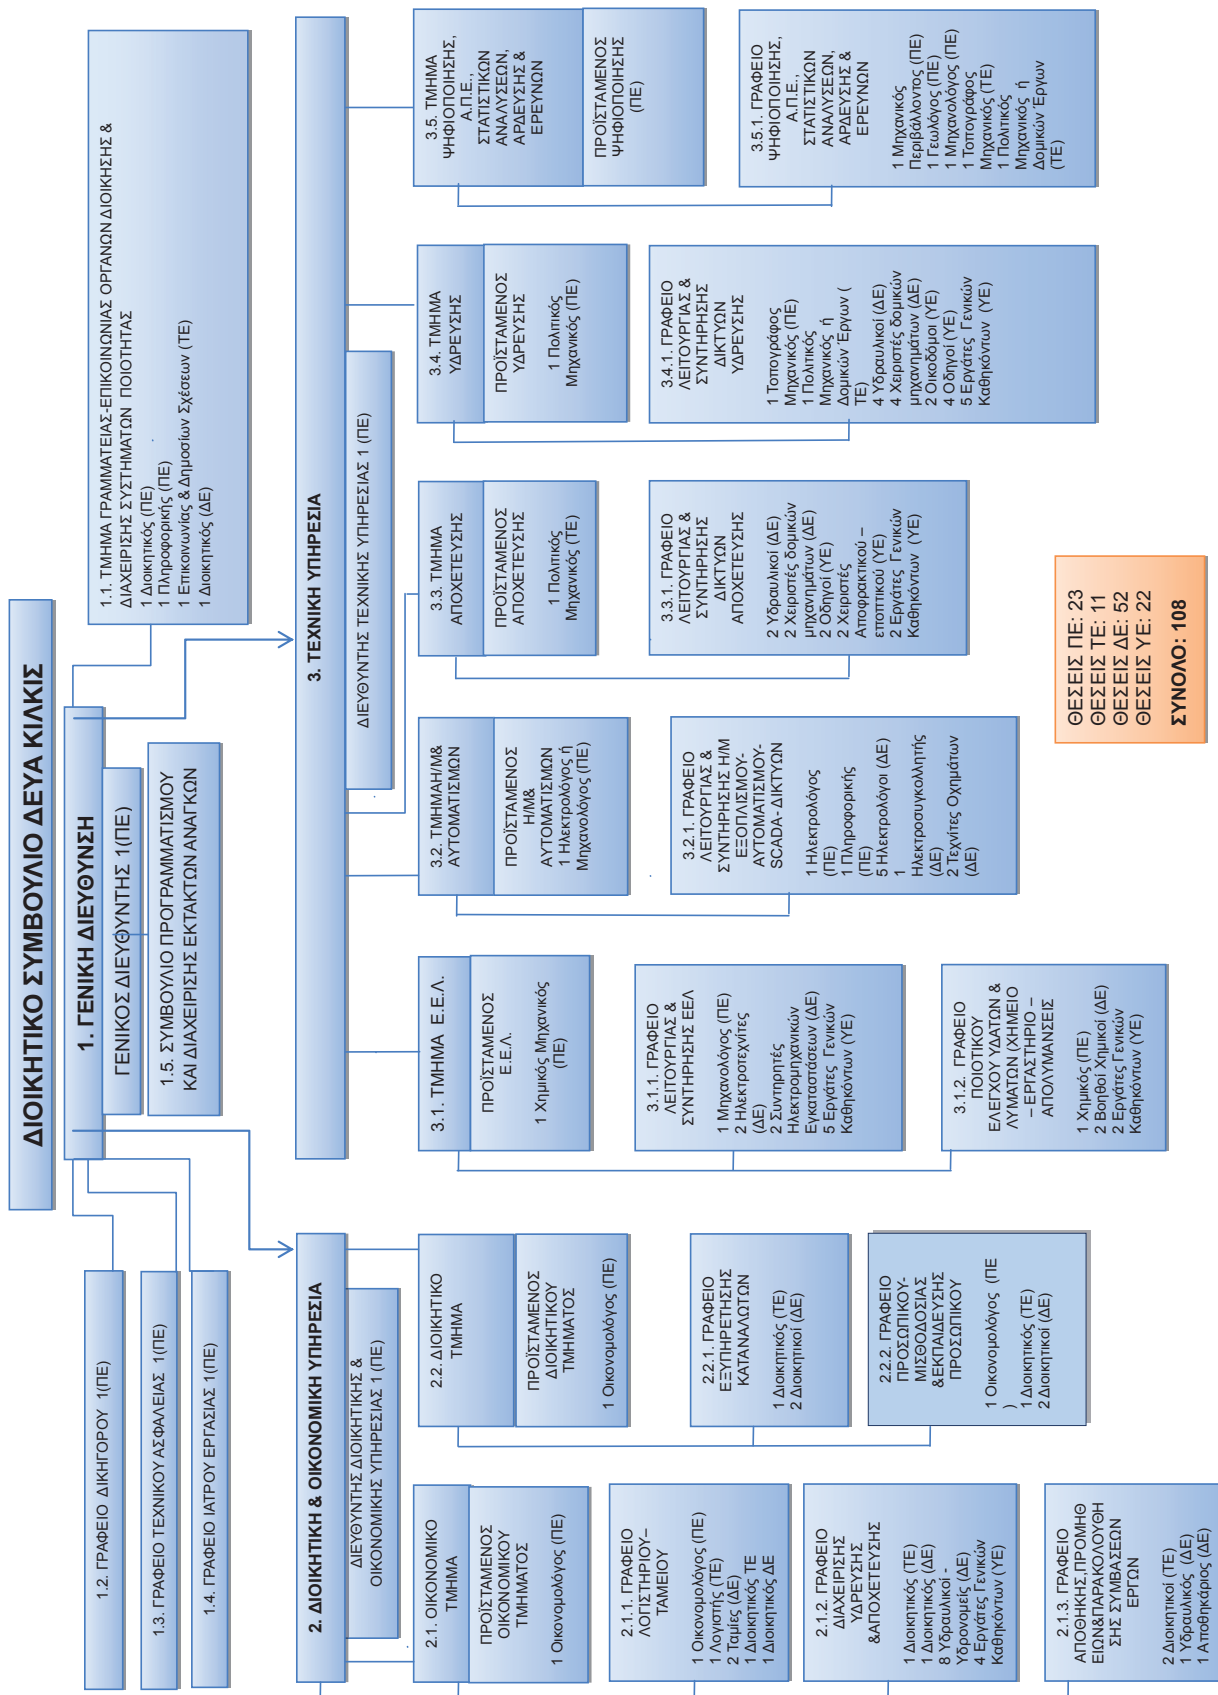 ΔΙΟΙΚΗΤΙΚΟ ΣΥΜΒΟΥΛΙΟ ΔΕΥΑ ΚΙΛΚΙΣ
1. ΓΕΝΙΚΗ ΔΙΕΥΘΥΝΣΗ
ΓΕΝΙΚΟΣ ΔΙΕΥΘΥΝΤΗΣ 1(ΠΕ)
1.5. ΣΥΜΒΟΥΛΙΟ ΠΡΟΓΡΑΜΜΑΤΙΣΜΟΥ
ΚΑΙ ΔΙΑΧΕΙΡΙΣΗΣ ΕΚΤΑΚΤΩΝ ΑΝΑΓΚΩΝ
1.1. ΤΜΗΜΑ ΓΡΑΜΜΑΤΕΙΑΣ-ΕΠΙΚΟΙΝΩΝΙΑΣ ΟΡΓΑΝΩΝ ΔΙΟΙΚΗΣΗΣ &
ΔΙΑΧΕΙΡΙΣΗΣ ΣΥΣΤΗΜΑΤΩΝ ΠΟΙΟΤΗΤΑΣ
1 Διοικητικός (ΠΕ)
1 Πληροφορικής (ΠΕ)
1 Επικοινωνίας & Δημοσίων Σχέσεων (ΤΕ)
1 Διοικητικός (ΔΕ)
1.2. ΓΡΑΦΕΙΟ ΔΙΚΗΓΟΡΟΥ 1(ΠΕ)
1.3. ΓΡΑΦΕΙΟ ΤΕΧΝΙΚΟΥ ΑΣΦΑΛΕΙΑΣ 1(ΠΕ)
1.4. ΓΡΑΦΕΙΟ ΙΑΤΡΟΥ ΕΡΓΑΣΙΑΣ 1(ΠΕ)
2. ΔΙΟΙΚΗΤΙΚΗ & ΟΙΚΟΝΟΜΙΚΗ ΥΠΗΡΕΣΙΑ
ΔΙΕΥΘΥΝΤΗΣ ΔΙΟΙΚΗΤΙΚΗΣ &
ΟΙΚΟΝΟΜΙΚΗΣ ΥΠΗΡΕΣΙΑΣ 1 (ΠΕ)
2.1. ΟΙΚΟΝΟΜΙΚΟ
ΤΜΗΜΑ
ΠΡΟΪΣΤΑΜΕΝΟΣ
ΟΙΚΟΝΟΜΙΚΟΥ
ΤΜΗΜΑΤΟΣ
1 Οικονομολόγος (ΠΕ)
2.1.1. ΓΡΑΦΕΙΟ
ΛΟΓΙΣΤΗΡΙΟΥ–
ΤΑΜΕΙΟΥ
1 Οικονομολόγος (ΠΕ)
1 Λογιστής (ΤΕ)
2 Ταμίες (ΔΕ)
1 Διοικητικός ΤΕ
1 Διοικητικός ΔΕ
2.1.2. ΓΡΑΦΕΙΟ
ΔΙΑΧΕΙΡΙΣΗΣ
ΥΔΡΕΥΣΗΣ
&ΑΠΟΧΕΤΕΥΣΗΣ
1 Διοικητικός (ΤΕ)
1 Διοικητικός (ΔΕ)
8 Υδραυλικοί -
Υδρονομείς (ΔΕ)
4 Εργάτες Γενικών
Καθηκόντων (ΥΕ)
2.1.3. ΓΡΑΦΕΙΟ
ΑΠΟΘΗΚΗΣ,ΠΡΟΜΗΘ
ΕΙΩΝ&ΠΑΡΑΚΟΛΟΥΘΗ
ΣΗΣ ΣΥΜΒΑΣΕΩΝ
ΕΡΓΩΝ
2 Διοικητικοί (ΤΕ)
1 Υδραυλικός (ΔΕ)
1 Αποθηκάριος (ΔΕ)
2.2. ΔΙΟΙΚΗΤΙΚΟ
ΤΜΗΜΑ
ΠΡΟΪΣΤΑΜΕΝΟΣ
ΔΙΟΙΚΗΤΙΚΟΥ
ΤΜΗΜΑΤΟΣ
1 Οικονομολόγος (ΠΕ)
2.2.1. ΓΡΑΦΕΙΟ
ΕΞΥΠΗΡΕΤΗΣΗΣ
ΚΑΤΑΝΑΛΩΤΩΝ
1 Διοικητικός (ΤΕ)
2 Διοικητικοί (ΔΕ)
2.2.2. ΓΡΑΦΕΙΟ
ΠΡΟΣΩΠΙΚΟΥ-
ΜΙΣΘΟΔΟΣΙΑΣ
&ΕΚΠΑΙΔΕΥΣΗΣ
ΠΡΟΣΩΠΙΚΟΥ
1 Οικονομολόγος (ΠΕ
)
1 Διοικητικός (ΤΕ)
2 Διοικητικοί (ΔΕ)
3. ΤΕΧΝΙΚΗ ΥΠΗΡΕΣΙΑ
ΔΙΕΥΘΥΝΤΗΣ ΤΕΧΝΙΚΗΣ ΥΠΗΡΕΣΙΑΣ 1 (ΠΕ)
3.1. ΤΜΗΜΑ Ε.Ε.Λ.
ΠΡΟΪΣΤΑΜΕΝΟΣ
Ε.Ε.Λ.
1 Χημικός Μηχανικός
(ΠΕ)
3.1.1. ΓΡΑΦΕΙΟ
ΛΕΙΤΟΥΡΓΙΑΣ &
ΣΥΝΤΗΡΗΣΗΣ ΕΕΛ
1 Μηχανολόγος (ΠΕ)
2 Ηλεκτροτεχνίτες
(ΔΕ)
2 Συντηρητές
Ηλεκτρομηχανικών
Εγκαταστάσεων (ΔΕ)
5 Εργάτες Γενικών
Καθηκόντων (ΥΕ)
3.1.2. ΓΡΑΦΕΙΟ
ΠΟΙΟΤΙΚΟΥ
ΕΛΕΓΧΟΥ ΥΔΑΤΩΝ &
ΛΥΜΑΤΩΝ (ΧΗΜΕΙΟ
– ΕΡΓΑΣΤΗΡΙΟ –
ΑΠΟΛΥΜΑΝΣΕΙΣ
1 Χημικός (ΠΕ)
2 Βοηθοί Χημικοί (ΔΕ)
2 Εργάτες Γενικών
Καθηκόντων (ΥΕ)
3.2. ΤΜΗΜΑΗ/Μ&
ΑΥΤΟΜΑΤΙΣΜΩΝ
ΠΡΟΪΣΤΑΜΕΝΟΣ
Η/Μ&
ΑΥΤΟΜΑΤΙΣΜΩΝ
1 Ηλεκτρολόγος ή
Μηχανολόγος (ΠΕ)
3.2.1. ΓΡΑΦΕΙΟ
ΛΕΙΤΟΥΡΓΙΑΣ &
ΣΥΝΤΗΡΗΣΗΣ Η/Μ
ΕΞΟΠΛΙΣΜΟΥ-
ΑΥΤΟΜΑΤΙΣΜΟΥ-
SCADA- ΔΙΚΤΥΩΝ
1 Ηλεκτρολόγος
(ΠΕ)
1 Πληροφορικής
(ΠΕ)
5 Ηλεκτρολόγοι (ΔΕ)
1
Ηλεκτροσυγκολλητής
(ΔΕ)
2 Τεχνίτες Οχημάτων
(ΔΕ)
3.3. ΤΜΗΜΑ
ΑΠΟΧΕΤΕΥΣΗΣ
ΠΡΟΪΣΤΑΜΕΝΟΣ
ΑΠΟΧΕΤΕΥΣΗΣ
1 Πολιτικός
Μηχανικός (ΤΕ)
3.3.1. ΓΡΑΦΕΙΟ
ΛΕΙΤΟΥΡΓΙΑΣ &
ΣΥΝΤΗΡΗΣΗΣ
ΔΙΚΤΥΩΝ
ΑΠΟΧΕΤΕΥΣΗΣ
2 Υδραυλικοί (ΔΕ)
2 Χειριστές δομικών
μηχανημάτων (ΔΕ)
2 Οδηγοί (ΥΕ)
2 Χειριστές
Αποφρακτικού –
εποπτικού (ΥΕ)
2 Εργάτες Γενικών
Καθηκόντων (ΥΕ)
3.4. ΤΜΗΜΑ
ΥΔΡΕΥΣΗΣ
ΠΡΟΪΣΤΑΜΕΝΟΣ
ΥΔΡΕΥΣΗΣ
1 Πολιτικός
Μηχανικός (ΠΕ)
3.4.1. ΓΡΑΦΕΙΟ
ΛΕΙΤΟΥΡΓΙΑΣ &
ΣΥΝΤΗΡΗΣΗΣ
ΔΙΚΤΥΩΝ
ΥΔΡΕΥΣΗΣ
1 Τοπογράφος
Μηχανικός (ΠΕ)
1 Πολιτικός
Μηχανικός ή
Δομικών Έργων (
ΤΕ)
4 Υδραυλικοί (ΔΕ)
4 Χειριστές δομικών
μηχανημάτων (ΔΕ)
2 Οικοδόμοι (ΥΕ)
4 Οδηγοί (ΥΕ)
5 Εργάτες Γενικών
Καθηκόντων (ΥΕ)
3.5. ΤΜΗΜΑ
ΨΗΦΙΟΠΟΙΗΣΗΣ,
Α.Π.Ε.,
ΣΤΑΤΙΣΤΙΚΩΝ
ΑΝΑΛΥΣΕΩΝ,
ΑΡΔΕΥΣΗΣ &
ΕΡΕΥΝΩΝ
ΠΡΟΪΣΤΑΜΕΝΟΣ
ΨΗΦΙΟΠΟΙΗΣΗΣ
(ΠΕ)
3.5.1. ΓΡΑΦΕΙΟ
ΨΗΦΙΟΠΟΙΗΣΗΣ,
Α.Π.Ε,
ΣΤΑΤΙΣΤΙΚΩΝ
ΑΝΑΛΥΣΕΩΝ,
ΑΡΔΕΥΣΗΣ &
ΕΡΕΥΝΩΝ
1 Μηχανικός
Περιβάλλοντος (ΠΕ)
1 Γεωλόγος (ΠΕ)
1 Μηχανολόγος (ΠΕ)
1 Τοπογράφος
Μηχανικός (ΤΕ)
1 Πολιτικός
Μηχανικός ή
Δομικών Έργων
(ΤΕ)
ΘΕΣΕΙΣ ΠΕ: 23
ΘΕΣΕΙΣ ΤΕ: 11
ΘΕΣΕΙΣ ΔΕ: 52
ΘΕΣΕΙΣ ΥΕ: 22
ΣΥΝΟΛΟ: 108